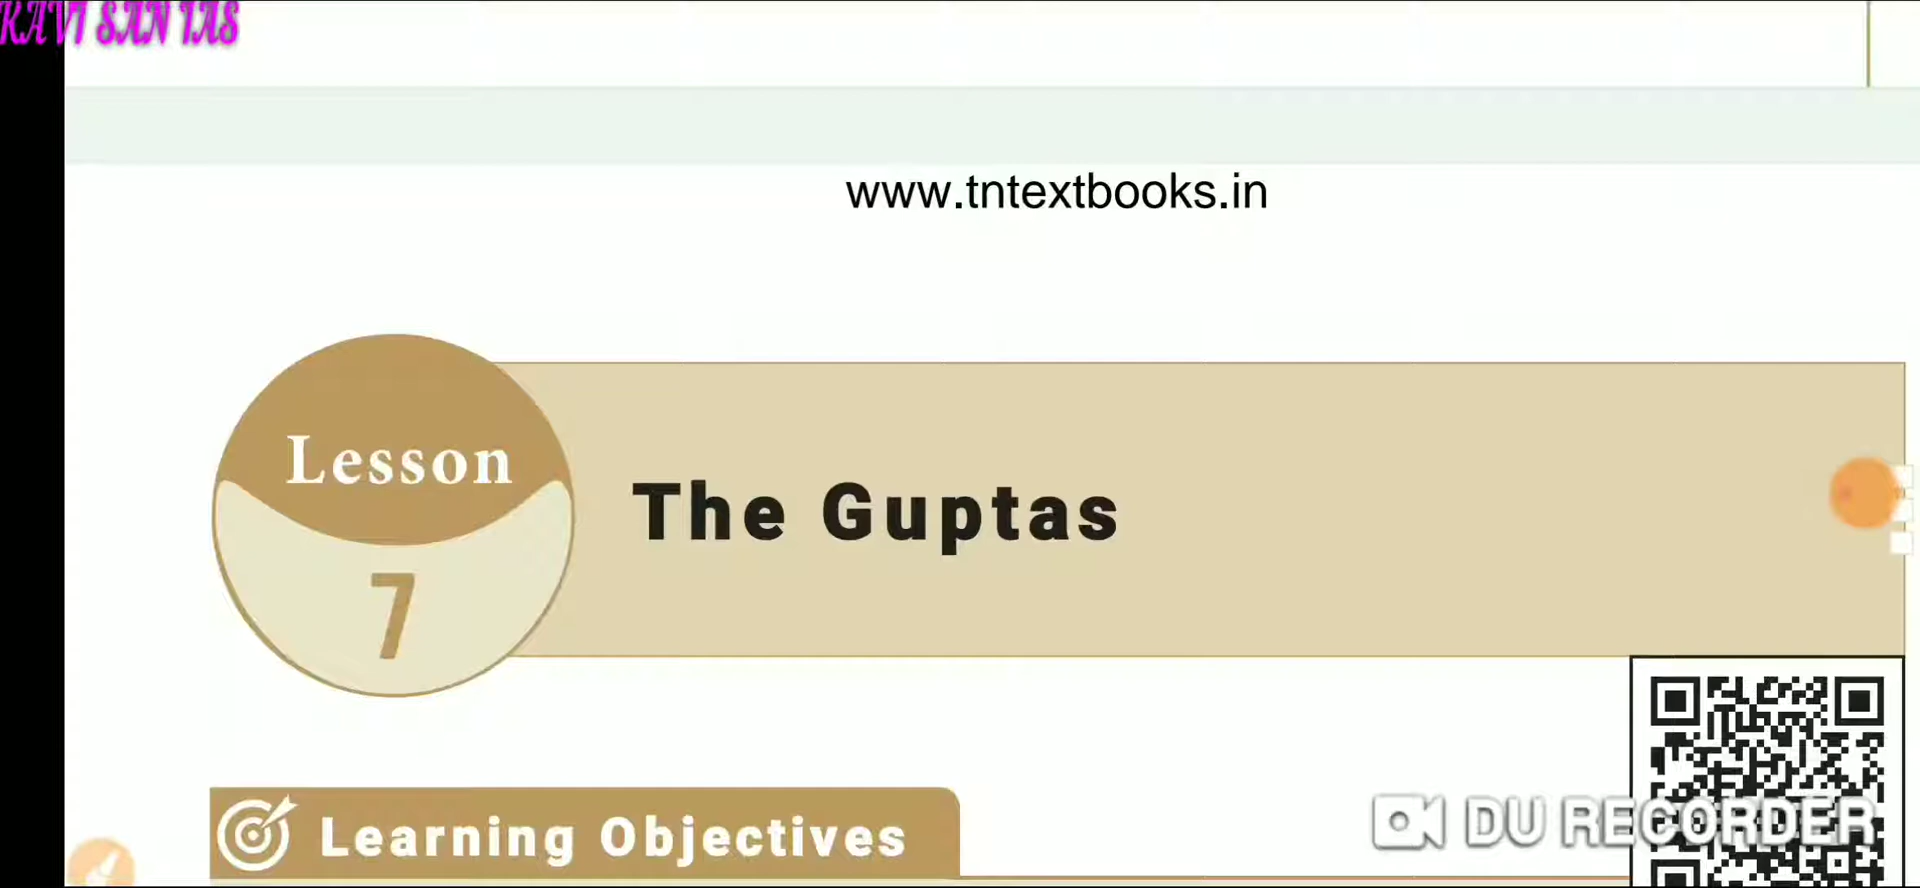 KAVI SAN IAS
www.tntextbooks.in
Lesson
7
The Guptas
Learning Objectives
DU RECORDER